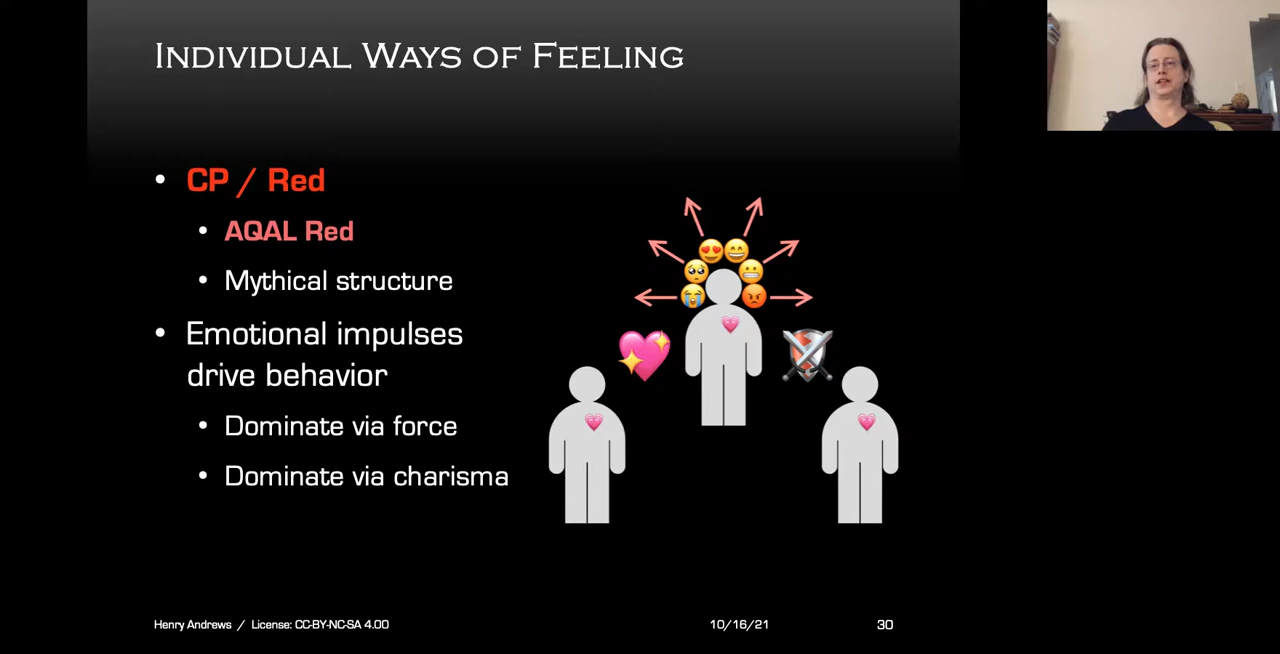 Individual Ways of Feeling
• CP / Red
• AQAL Red
• Mythical structure
• Emotional impulses
drive behavior
• Dominate via force
• Dominate via charisma
Henry Andrews / License: CC-BY-NC-SA 4.00
10/16/21
30